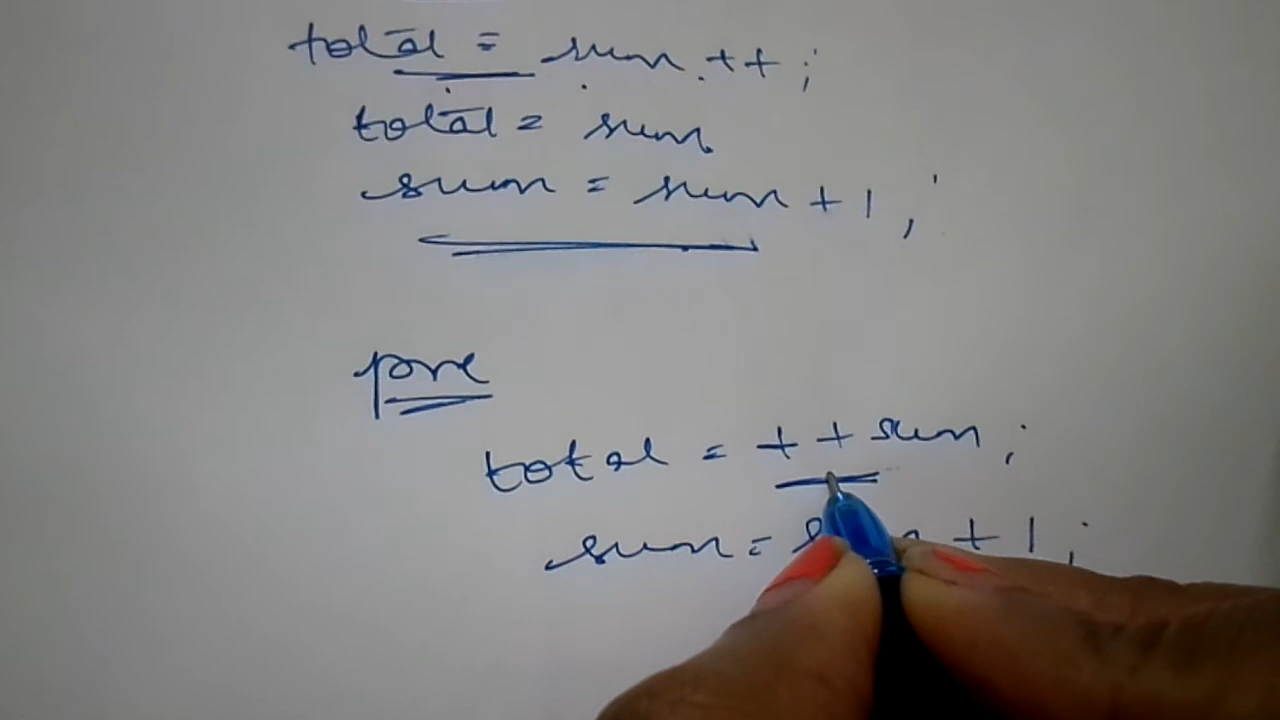 total = sum ++ ;
total = sum
sum = sum + 1 ;
pre
total = + + sum ;
sum = + 1 ;